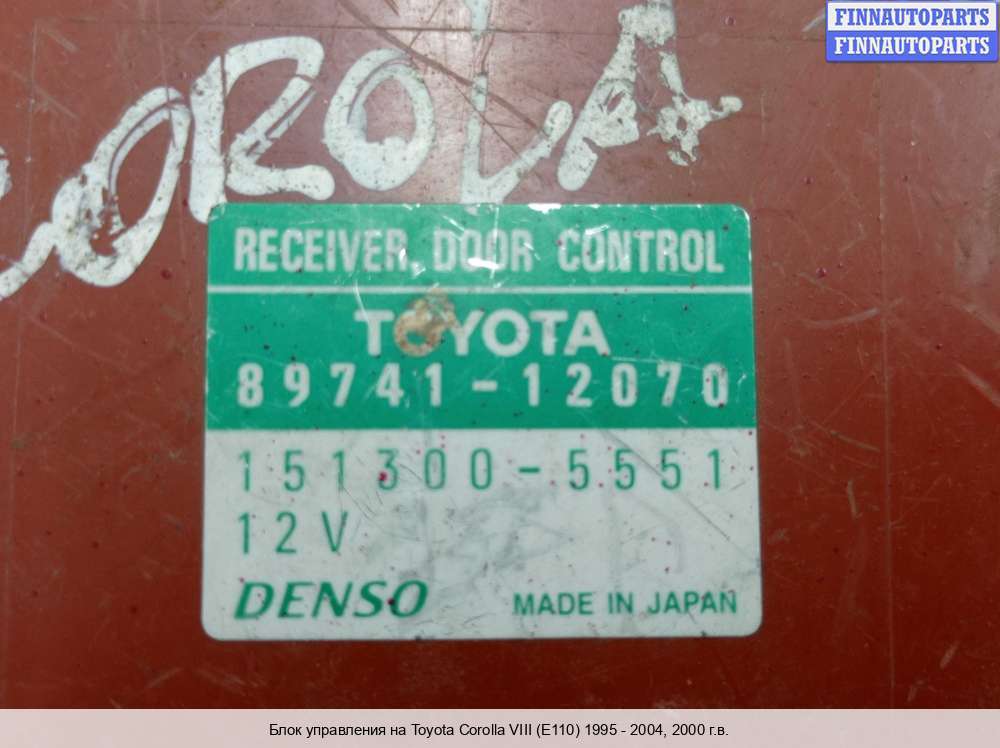 FINNAUTOPARTS
FINNAUTOPARTS
COROLA
RECEIVER DOOR CONTROL
TOYOTA
89741-12070
151300-5551
12V
DENSO MADE IN JAPAN
Блок управления на Toyota Corolla VIII (E110) 1995 - 2004, 2000 г.в.